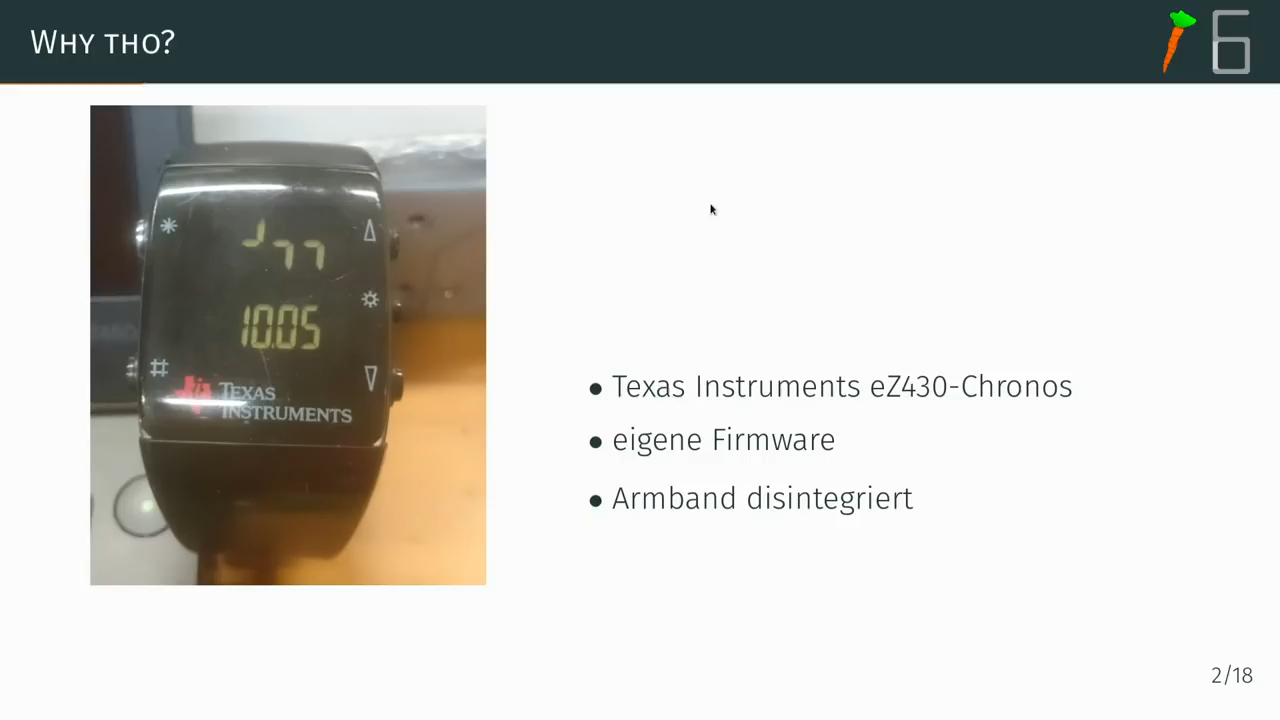 WHY THO?
6
*
10.05
#
TEXAS
INSTRUMENTS
• Texas Instruments eZ430-Chronos
• eigene Firmware
• Armband disintegriert
2/18